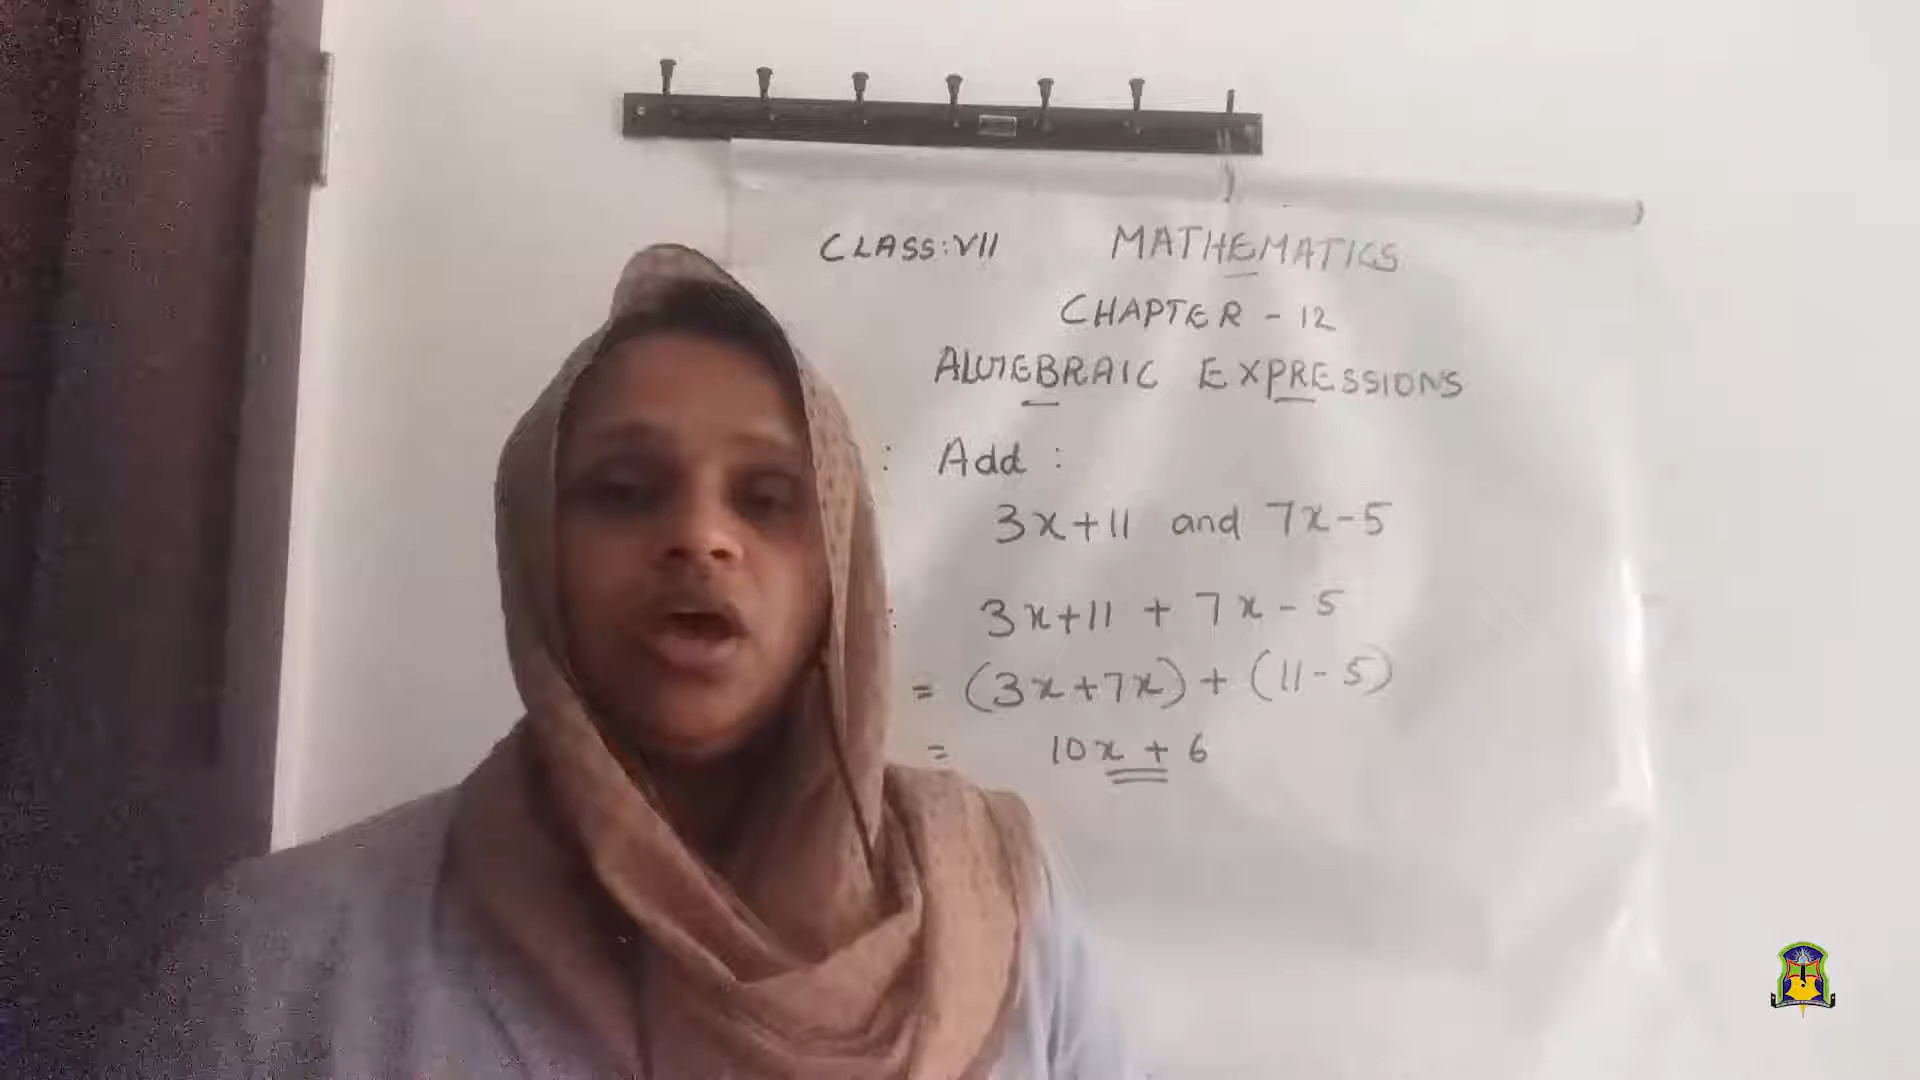 CLASS: VII MATHEMATICS
CHAPTER - 12
ALGEBRAIC EXPRESSIONS
: Add :
3x+11 and 7x-5
: 3x+11 + 7x-5
= (3x+7x) + (11-5)
= 10x + 6